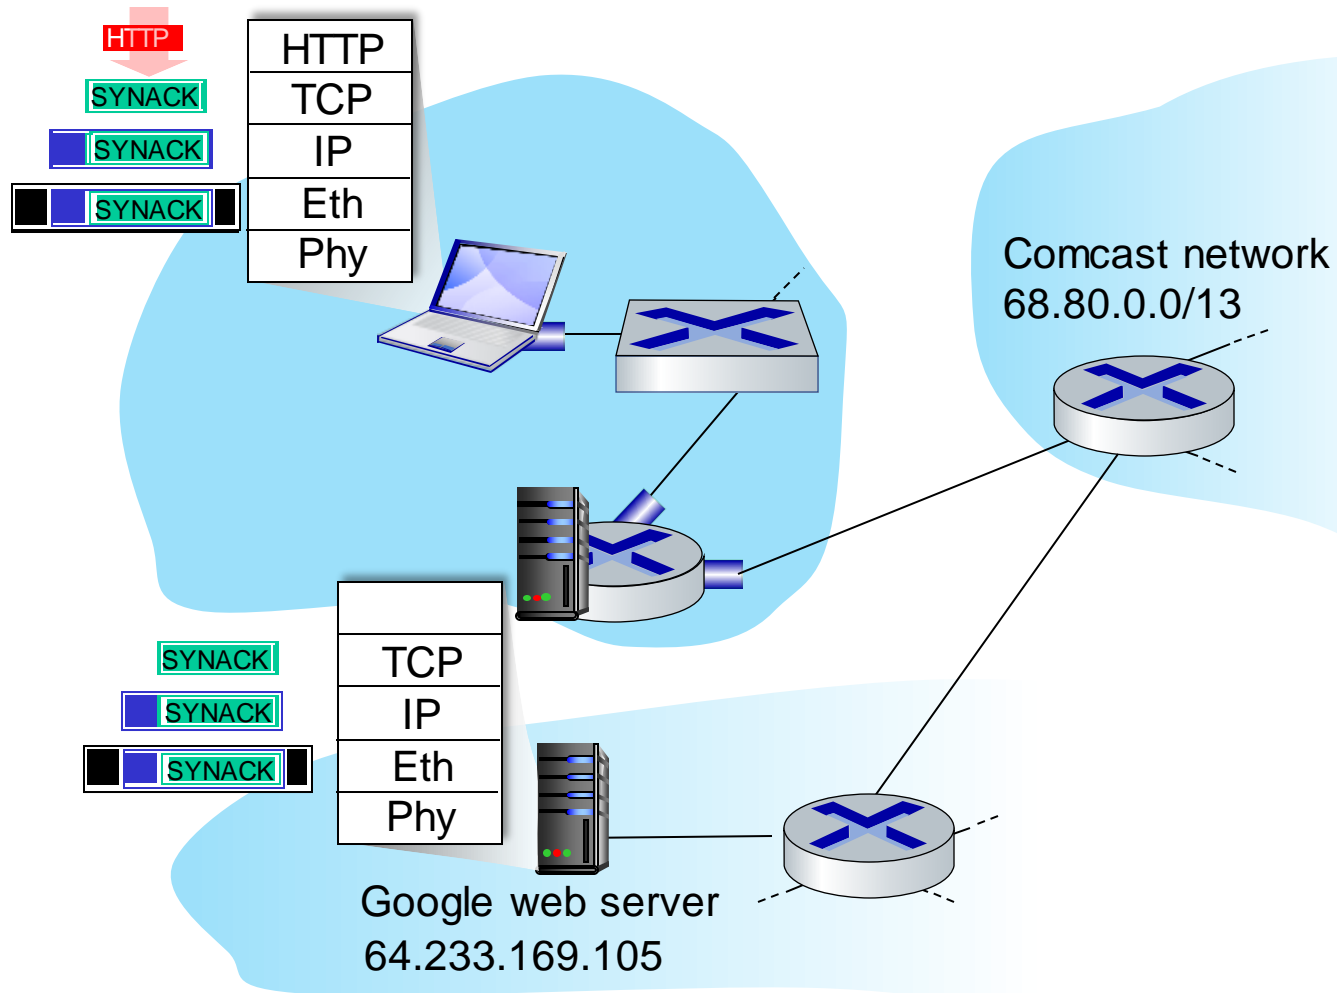 HTTP
SYNACK
SYNACK
SYNACK
HTTP
TCP
IP
Eth
Phy
Comcast network
68.80.0.0/13
SYNACK
SYNACK
SYNACK
TCP
IP
Eth
Phy
Google web server
64.233.169.105